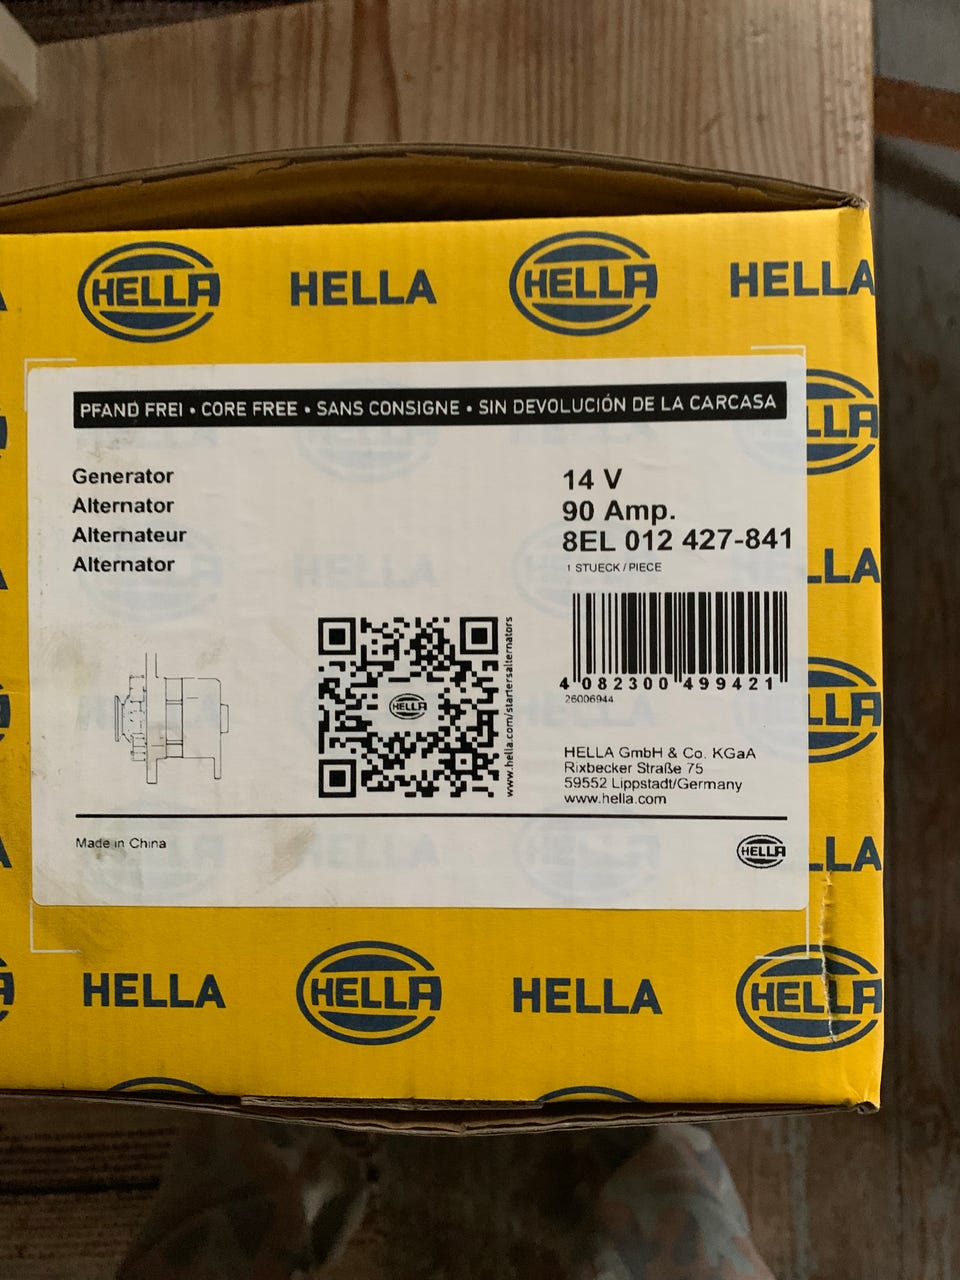 HELLA HELLA HELLA HELLA
PFAND FREI • CORE FREE • SANS CONSIGNE • SIN DEVOLUCIÓN DE LA CARCASA
Generator
Alternator
Alternateur
Alternator
14 V
90 Amp.
8EL 012 427-841
1 STUECK / PIECE
HELLA
www.hella.com/startersalternators
4 082300 499421
26006944
HELLA GmbH & Co. KGaA
Rixbecker Straße 75
59552 Lippstadt/Germany
www.hella.com
Made in China
HELLA
HELLA HELLA HELLA HELLA